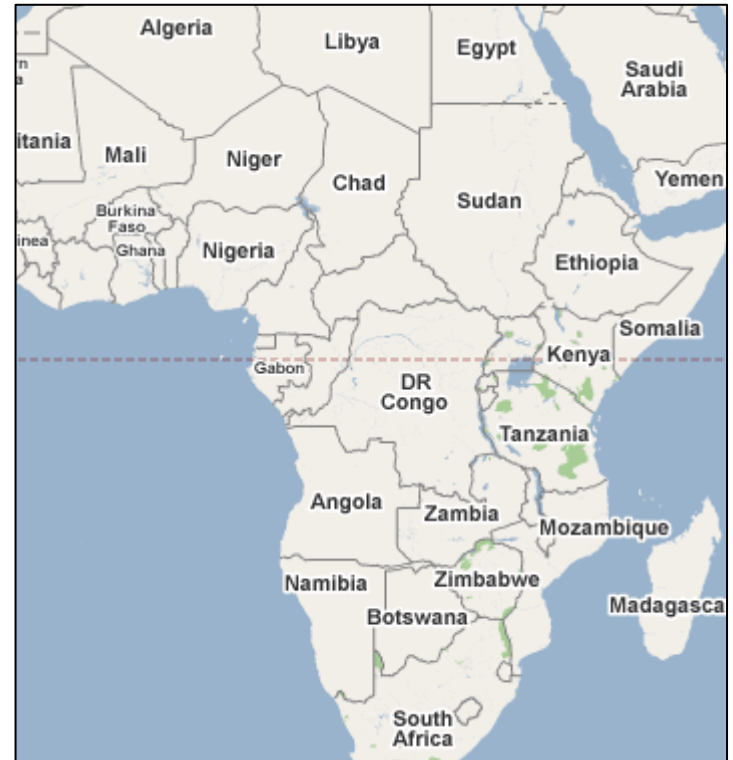 Algeria
Libya
Egypt
Saudi
Arabia
itania
Mali
Niger
Chad
Sudan
Yemen
Burkina
Faso
inea
Ghana
Nigeria
Ethiopia
Somalia
Kenya
Gabon
DR
Congo
Tanzania
Angola
Zambia
Mozambique
Namibia
Zimbabwe
Botswana
Madagasca
South
Africa